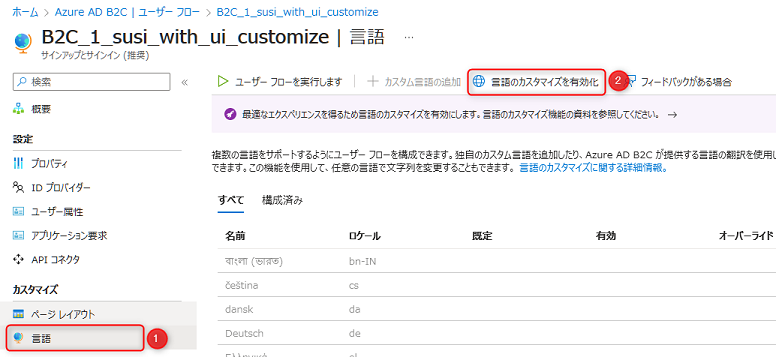 ホーム > Azure AD B2C | ユーザー フロー > B2C_1_susi_with_ui_customize
B2C_1_susi_with_ui_customize | 言語 …
サインアップとサインイン (推奨)
検索 «
概要
設定
プロパティ
ID プロバイダー
ユーザー属性
アプリケーション要求
API コネクタ
カスタマイズ
ページ レイアウト
言語 1
ユーザー フローを実行します カスタム言語の追加 言語のカスタマイズを有効化 2 フィードバックがある場合
最適なエクスペリエンスを得るため言語のカスタマイズを有効にします。言語のカスタマイズ機能の資料を参照してください。 →
複数の言語をサポートするようにユーザー フローを構成できます。独自のカスタム言語を追加したり、Azure AD B2C が提供する言語の翻訳を使用し
できます。この機能を使用して、任意の言語で文字列を変更することもできます。 言語のカスタマイズに関する詳細情報。
すべて 構成済み
名前 ロケール 既定 有効 オーバーライド
বাংলা (ভারত) bn-IN
čeština cs
dansk da
Deutsch de